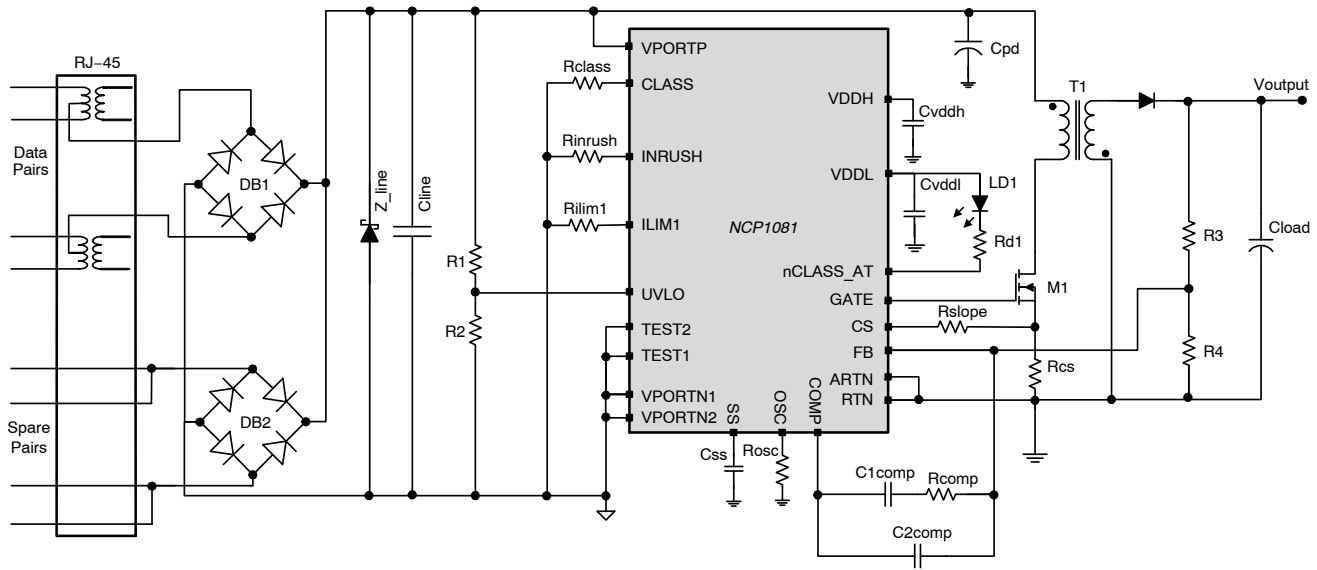 RJ-45
Data
Pairs
Spare
Pairs
DB1
DB2
Z_line
Cline
R1
R2
Rclass
Rinrush
Rilim1
VPORTP
CLASS
INRUSH
ILIM1
UVLO
TEST2
TEST1
VPORTN1
VPORTN2
NCP1081
SS
OSC
COMP
VDDH
VDDL
nCLASS_AT
GATE
CS
FB
ARTN
RTN
Css
Rosc
C1comp
Rcomp
C2comp
Cvddh
Cvddl
LD1
Rd1
Rslope
M1
Rcs
Cpd
T1
Voutput
R3
R4
Cload